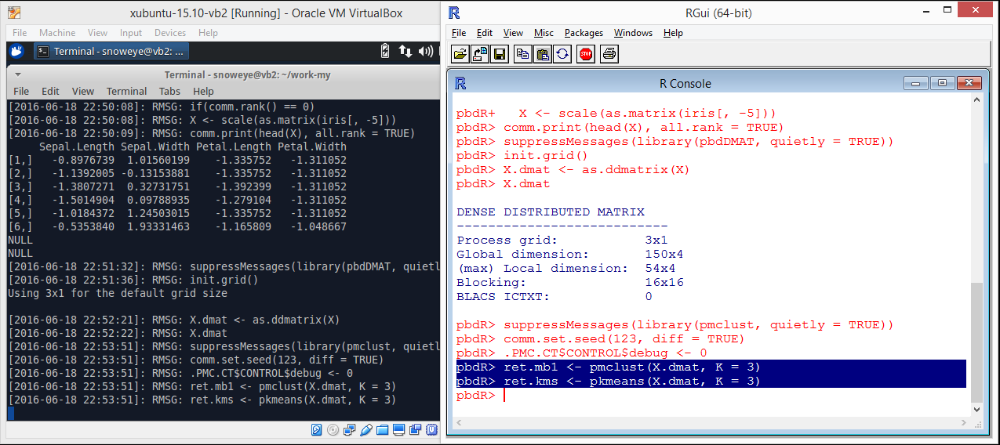 xubuntu-15.10-vb2 [Running] - Oracle VM VirtualBox
File Machine View Input Devices Help
Terminal - snoweye@vb2: ...
Terminal - snoweye@vb2: ~/work-my
File Edit View Terminal Tabs Help
[2016-06-18 22:50:08]: RMSG: if(comm.rank() == 0)
[2016-06-18 22:50:08]: RMSG: X <- scale(as.matrix(iris[, -5]))
[2016-06-18 22:50:09]: RMSG: comm.print(head(X), all.rank = TRUE)
     Sepal.Length Sepal.Width Petal.Length Petal.Width
[1,]   -0.8976739  1.01560199    -1.335752   -1.311052
[2,]   -1.1392005 -0.13153881    -1.335752   -1.311052
[3,]   -1.3807271  0.32731751    -1.392399   -1.311052
[4,]   -1.5014904  0.09788935    -1.279104   -1.311052
[5,]   -1.0184372  1.24503015    -1.335752   -1.311052
[6,]   -0.5353840  1.93331463    -1.165809   -1.048667
NULL
NULL
[2016-06-18 22:51:32]: RMSG: suppressMessages(library(pbdDMAT, quietl
[2016-06-18 22:51:36]: RMSG: init.grid()
Using 3x1 for the default grid size
[2016-06-18 22:52:21]: RMSG: X.dmat <- as.ddmatrix(X)
[2016-06-18 22:52:22]: RMSG: X.dmat
[2016-06-18 22:53:51]: RMSG: suppressMessages(library(pmclust, quietl
[2016-06-18 22:53:51]: RMSG: comm.set.seed(123, diff = TRUE)
[2016-06-18 22:53:51]: RMSG: .PMC.CT$CONTROL$debug <- 0
[2016-06-18 22:53:51]: RMSG: ret.mb1 <- pmclust(X.dmat, K = 3)
[2016-06-18 22:53:51]: RMSG: ret.kms <- pkmeans(X.dmat, K = 3)
RGui (64-bit)
File Edit View Misc Packages Windows Help
STOP
R Console
pbdR+   X <- scale(as.matrix(iris[, -5]))
pbdR> comm.print(head(X), all.rank = TRUE)
pbdR> suppressMessages(library(pbdDMAT, quietly = TRUE))
pbdR> init.grid()
pbdR> X.dmat <- as.ddmatrix(X)
pbdR> X.dmat
DENSE DISTRIBUTED MATRIX
---------------------------
Process grid:           3x1
Global dimension:       150x4
(max) Local dimension:  54x4
Blocking:               16x16
BLACS ICTXT:            0
pbdR> suppressMessages(library(pmclust, quietly = TRUE))
pbdR> comm.set.seed(123, diff = TRUE)
pbdR> .PMC.CT$CONTROL$debug <- 0
pbdR> ret.mb1 <- pmclust(X.dmat, K = 3)
pbdR> ret.kms <- pkmeans(X.dmat, K = 3)
pbdR>